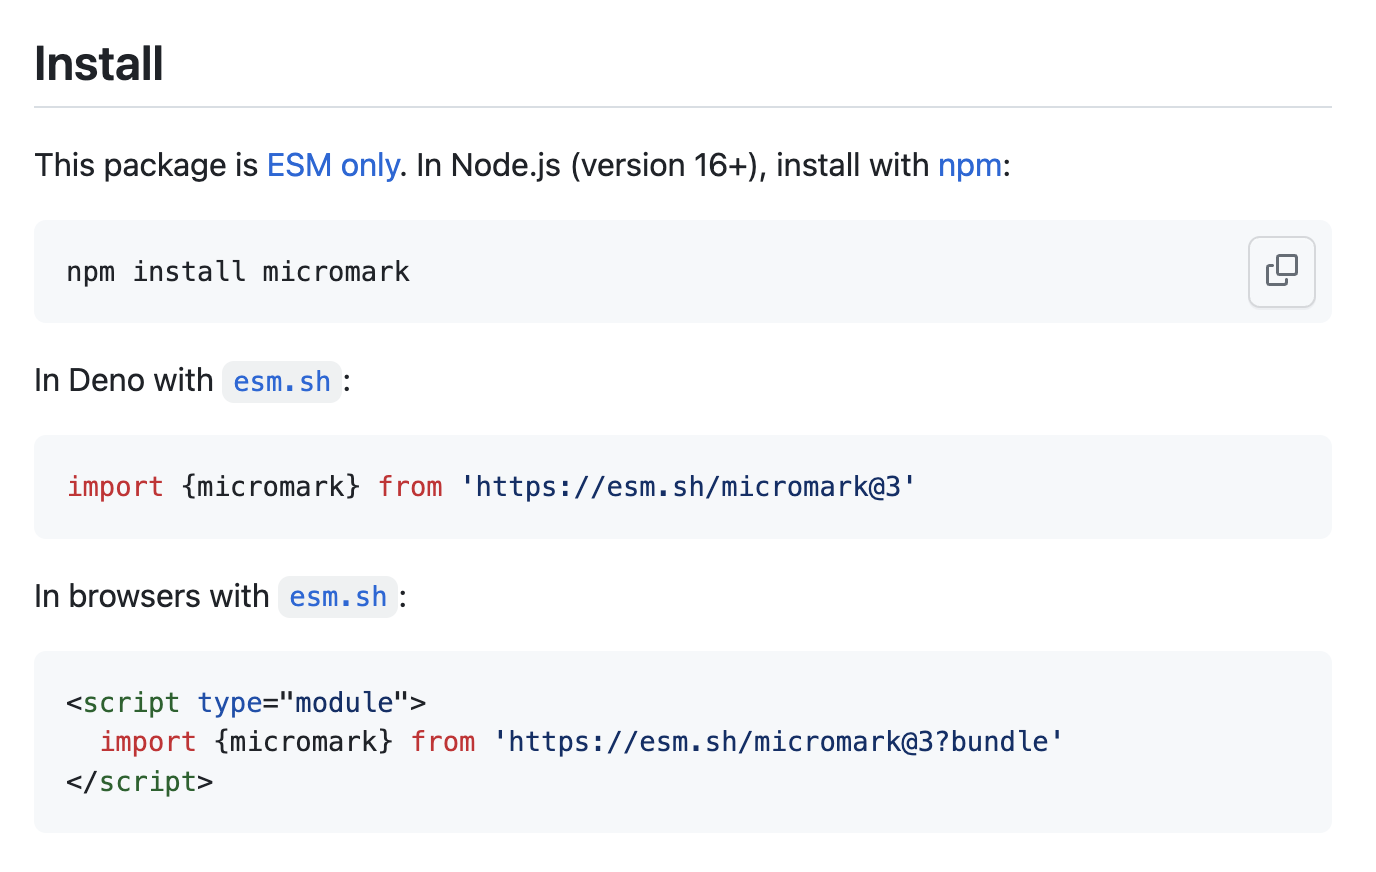 Install
This package is ESM only. In Node.js (version 16+), install with npm:
npm install micromark
In Deno with esm.sh:
import {micromark} from 'https://esm.sh/micromark@3'
In browsers with esm.sh:
<script type="module">
  import {micromark} from 'https://esm.sh/micromark@3?bundle'
</script>